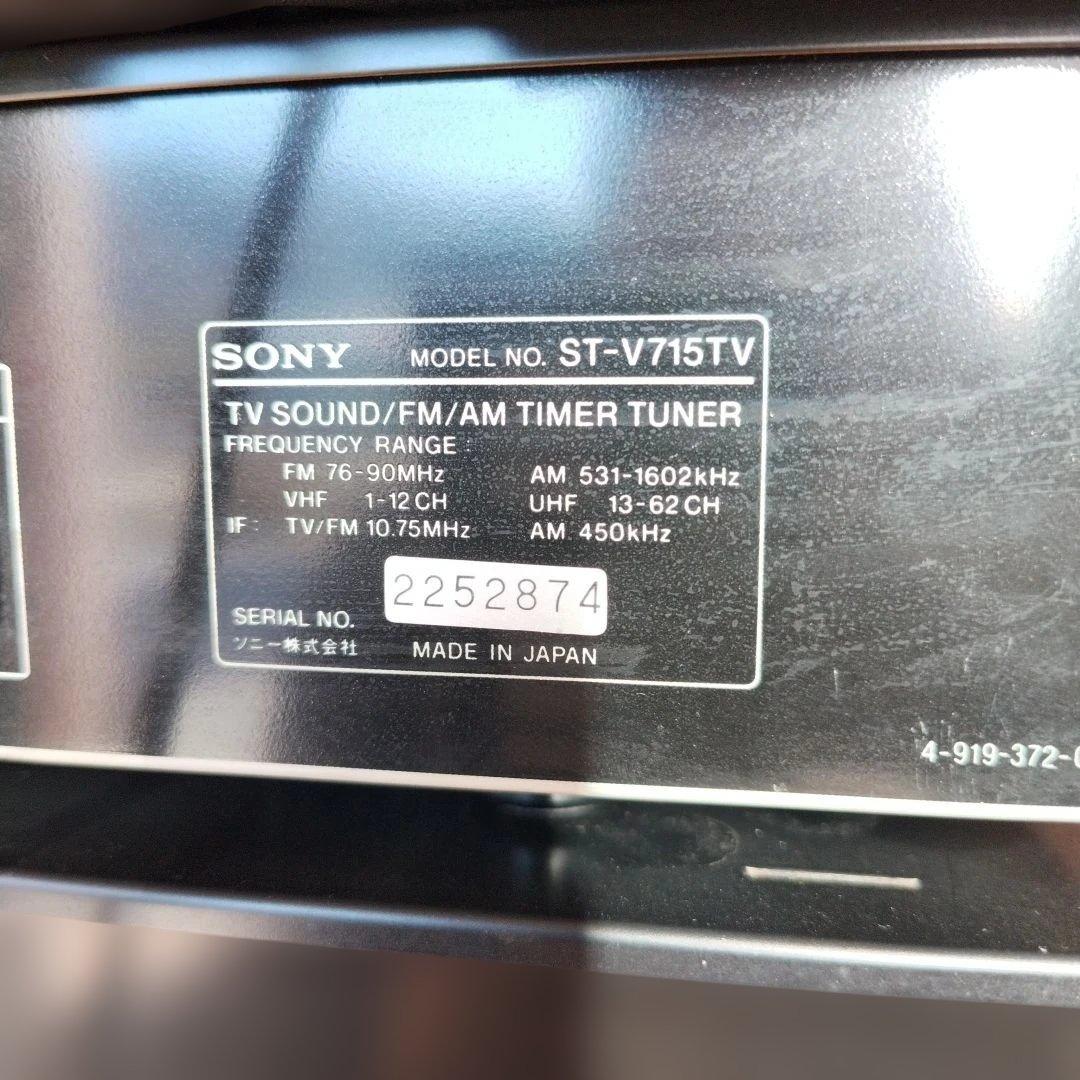 SONY MODEL NO. ST-V715TV
TV SOUND/FM/AM TIMER TUNER
FREQUENCY RANGE :
FM 76-90MHz AM 531-1602kHz
VHF 1-12CH UHF 13-62CH
IF: TV/FM 10.75MHz AM 450kHz
2252874
SERIAL NO.
ソニー株式会社 MADE IN JAPAN
4-919-372-